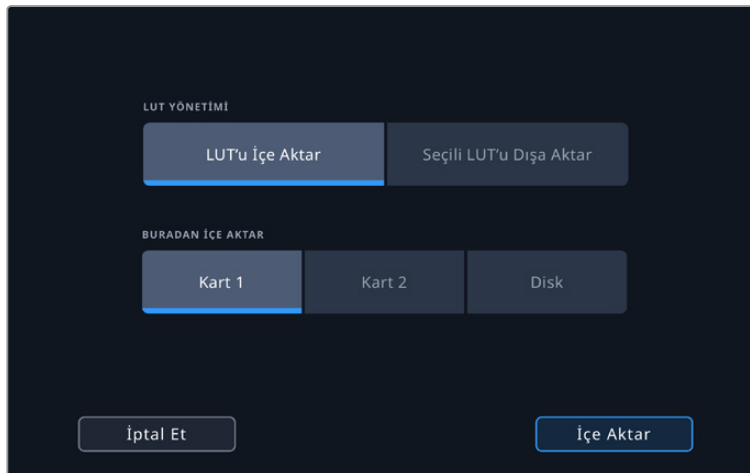 LUT YÖNETİMİ
LUT’u İçe Aktar
Seçili LUT’u Dışa Aktar
BURADAN İÇE AKTAR
Kart 1
Kart 2
Disk
İptal Et
İçe Aktar